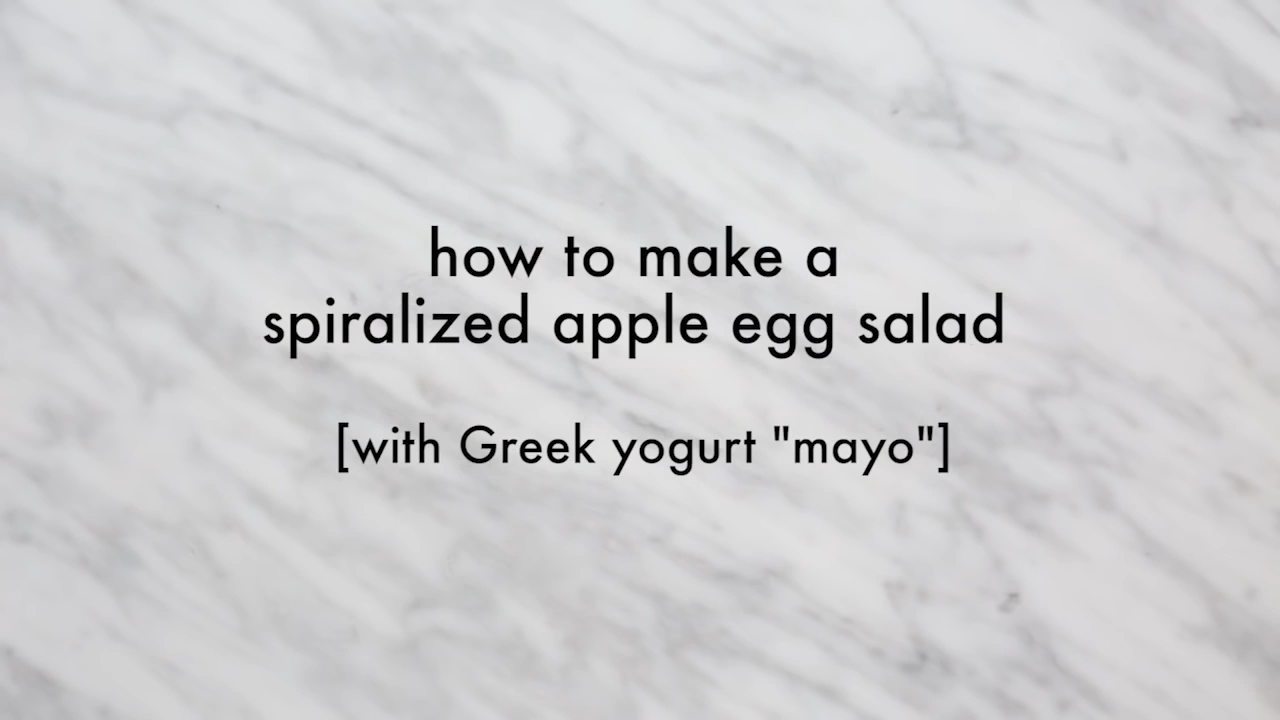 how to make a
spiralized apple egg salad
[with Greek yogurt "mayo"]